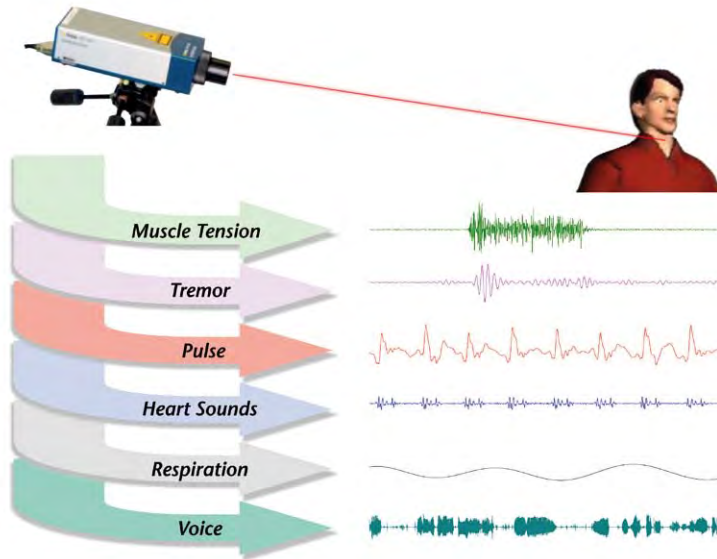 Muscle Tension
Tremor
Pulse
Heart Sounds
Respiration
Voice